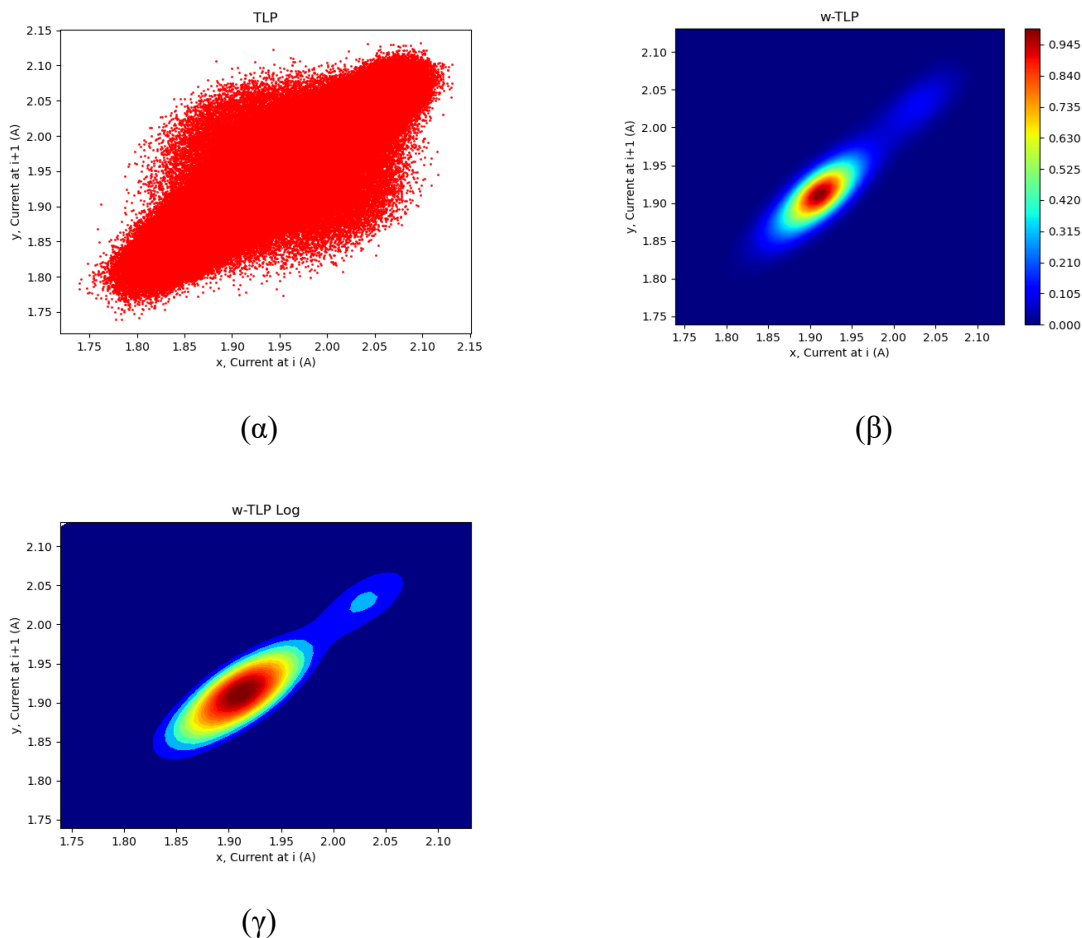 TLP
2.15
2.10
2.05
2.00
1.95
1.90
1.85
1.80
1.75
y, Current at i+1 (A)
1.75 1.80 1.85 1.90 1.95 2.00 2.05 2.10 2.15
x, Current at i (A)
(α)
w-TLP
2.10
2.05
2.00
1.95
1.90
1.85
1.80
1.75
y, Current at i+1 (A)
1.75 1.80 1.85 1.90 1.95 2.00 2.05 2.10
x, Current at i (A)
0.945
0.840
0.735
0.630
0.525
0.420
0.315
0.210
0.105
0.000
(β)
w-TLP Log
2.10
2.05
2.00
1.95
1.90
1.85
1.80
1.75
y, Current at i+1 (A)
1.75 1.80 1.85 1.90 1.95 2.00 2.05 2.10
x, Current at i (A)
(γ)